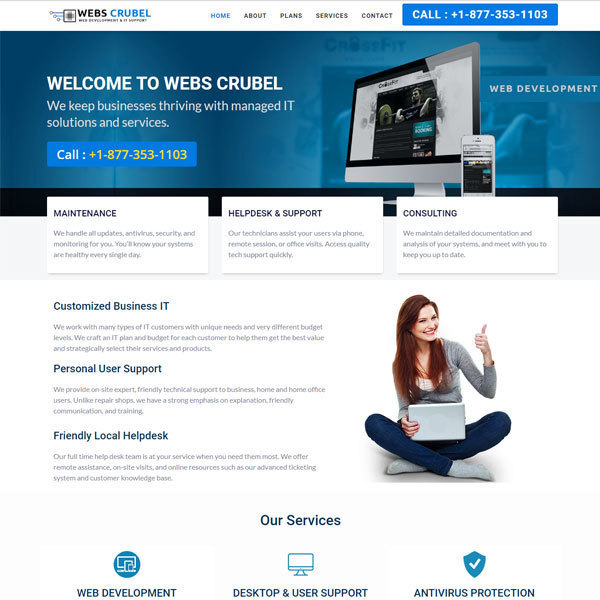 WEBS CRUBEL
WEB DEVELOPMENT & IT SUPPORT
HOME ABOUT PLANS SERVICES CONTACT
CALL : +1-877-353-1103
WELCOME TO WEBS CRUBEL
We keep businesses thriving with managed IT
solutions and services.
Call : +1-877-353-1103
CROSSFIT
BOOKING
WEB DEVELOPMENT
MAINTENANCE
We handle all updates, antivirus, security, and
monitoring for you. You'll know your systems
are healthy every single day.
HELPDESK & SUPPORT
Our technicians assist your users via phone,
remote session, or office visits. Access quality
tech support quickly.
CONSULTING
We maintain detailed documentation and
analysis of your systems, and meet with you to
keep you up to date.
Customized Business IT
We work with many types of IT customers with unique needs and very different budget
levels. We craft an IT plan and budget for each customer to help them get the best value
and strategically select their services and products.
Personal User Support
We provide on-site expert, friendly technical support to business, home and home office
users. Unlike repair shops, we have a strong emphasis on explanation, friendly
communication, and training.
Friendly Local Helpdesk
Our full time help desk team is at your service when you need them most. We offer
remote assistance, on-site visits, and online resources such as our advanced ticketing
system and customer knowledge base.
Our Services
WEB DEVELOPMENT
DESKTOP & USER SUPPORT
ANTIVIRUS PROTECTION